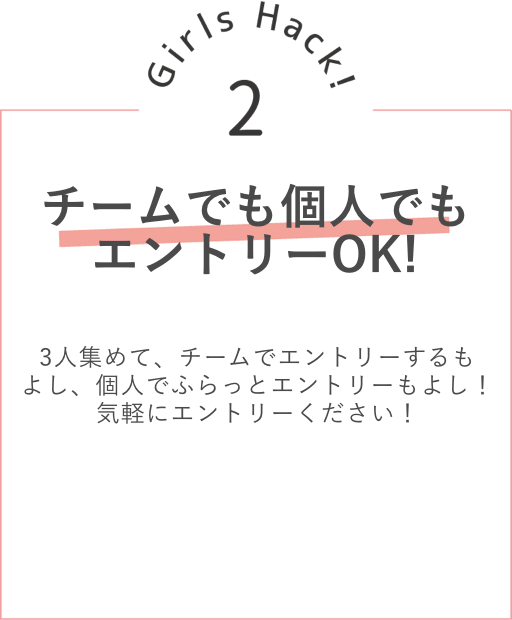 Girls Hack!
2
チームでも個人でも
エントリーOK!
3人集めて、チームでエントリーするも
よし、個人でふらっとエントリーもよし！
気軽にエントリーください！